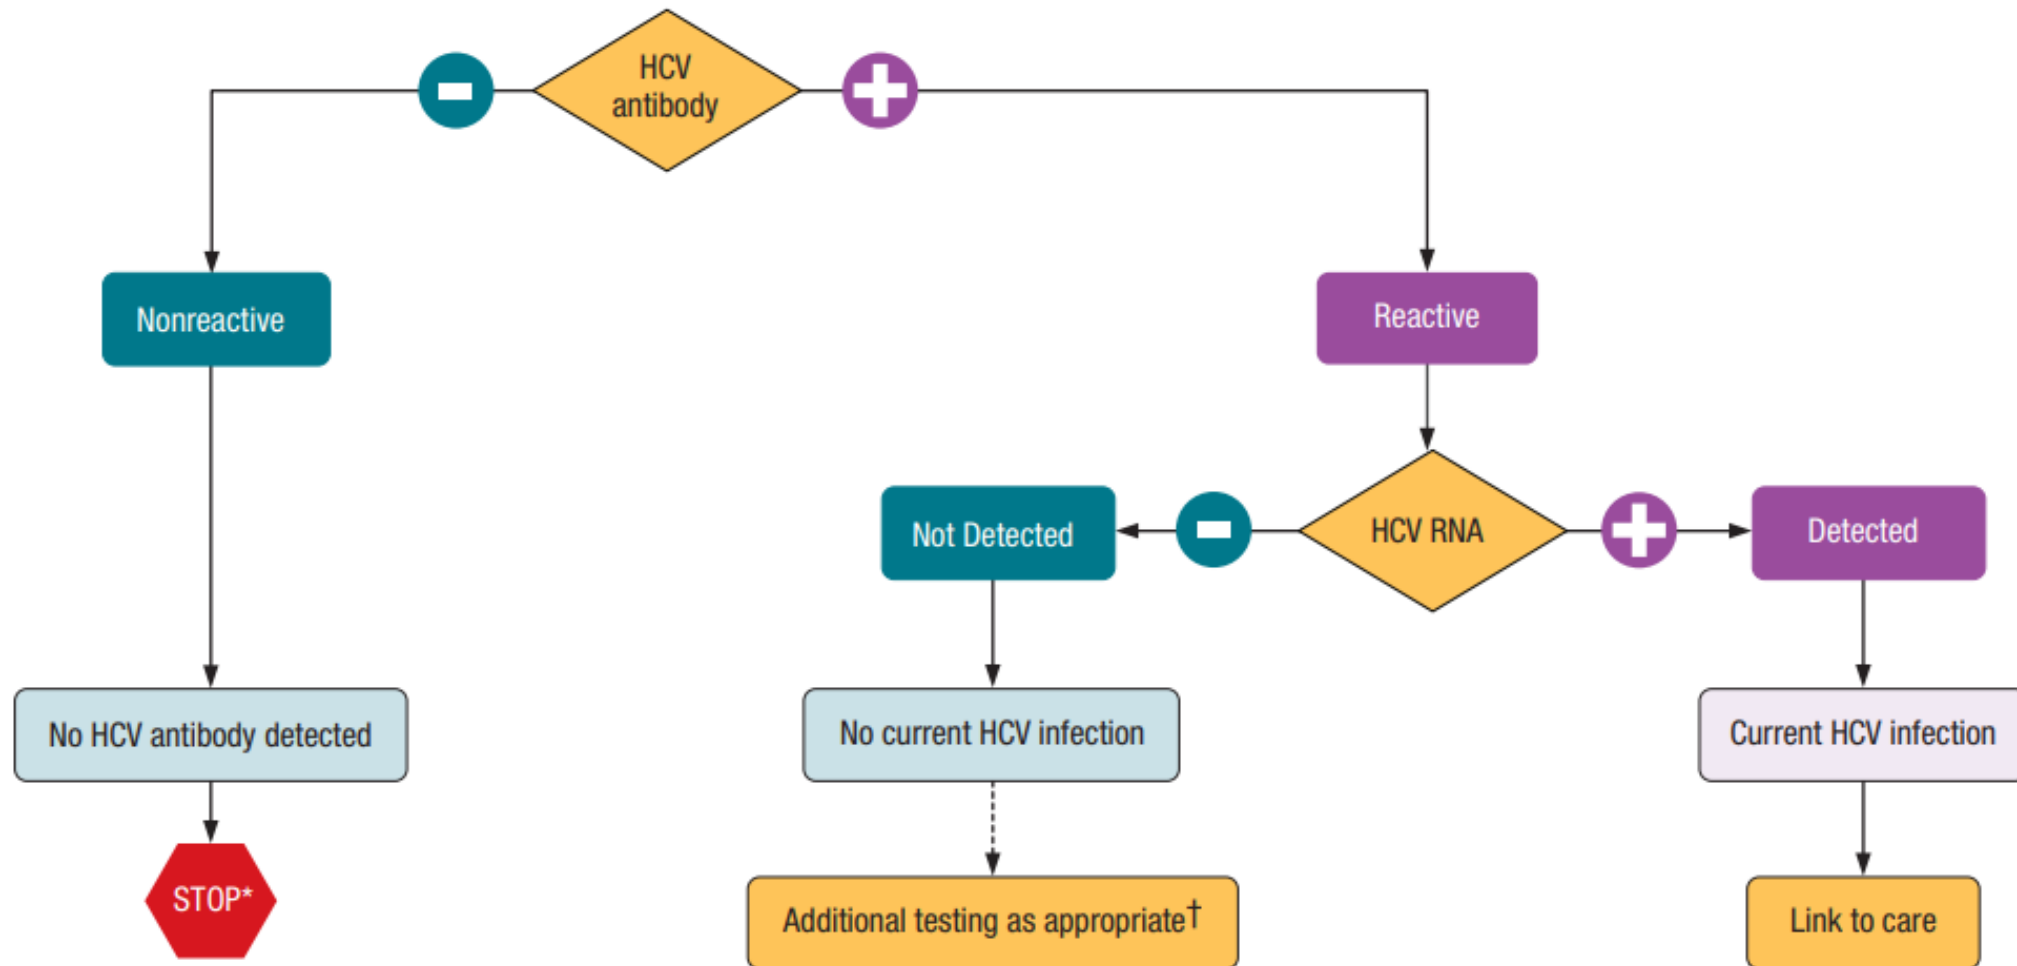 HCV
antibody
Nonreactive
Reactive
Not Detected
HCV RNA
Detected
No HCV antibody detected
No current HCV infection
Current HCV infection
STOP*
Additional testing as appropriate†
Link to care